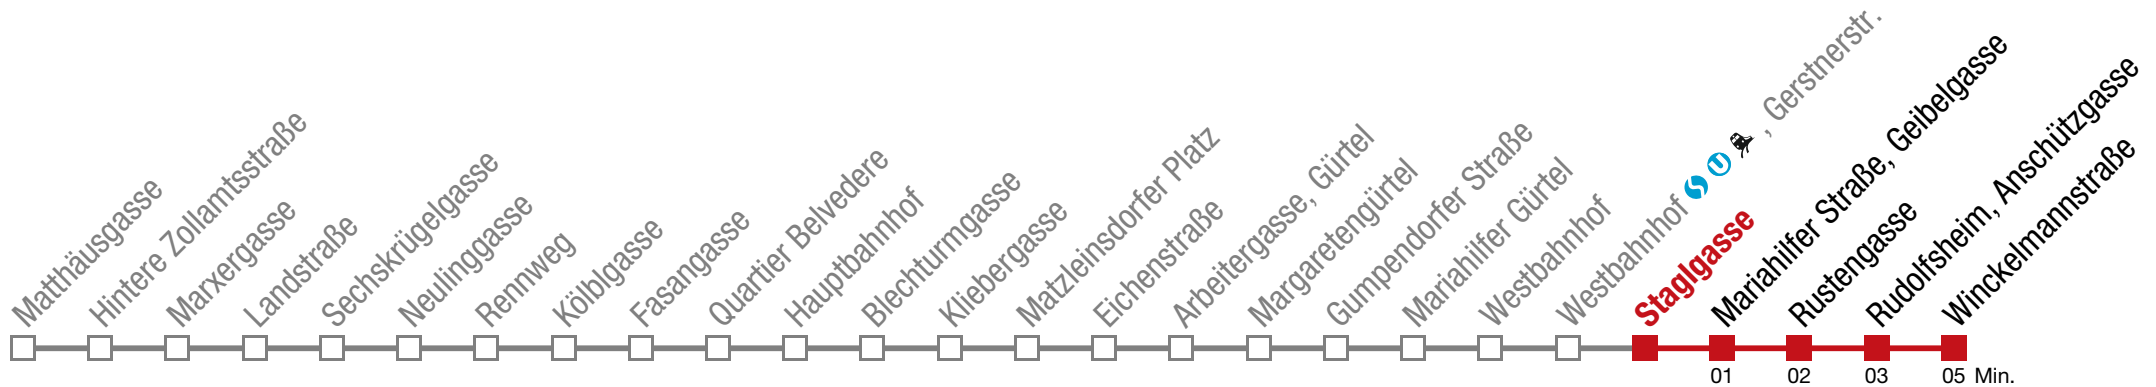 Matthäusgasse
Hintere Zollamtsstraße
Marxergasse
Landstraße
Sechskrügelgasse
Neulinggasse
Rennweg
Kölblgasse
Fasangasse
Quartier Belvedere
Hauptbahnhof
Blechturmgasse
Kliebergasse
Matzleinsdorfer Platz
Eichenstraße
Arbeitergasse, Gürtel
Margaretengürtel
Gumpendorfer Straße
Mariahilfer Gürtel
Westbahnhof
Westbahnhof S U , Gerstnerstr.
Staglgasse
Mariahilfer Straße, Geibelgasse
Rustengasse
Rudolfsheim, Anschützgasse
Winckelmannstraße
01 02 03 05 Min.